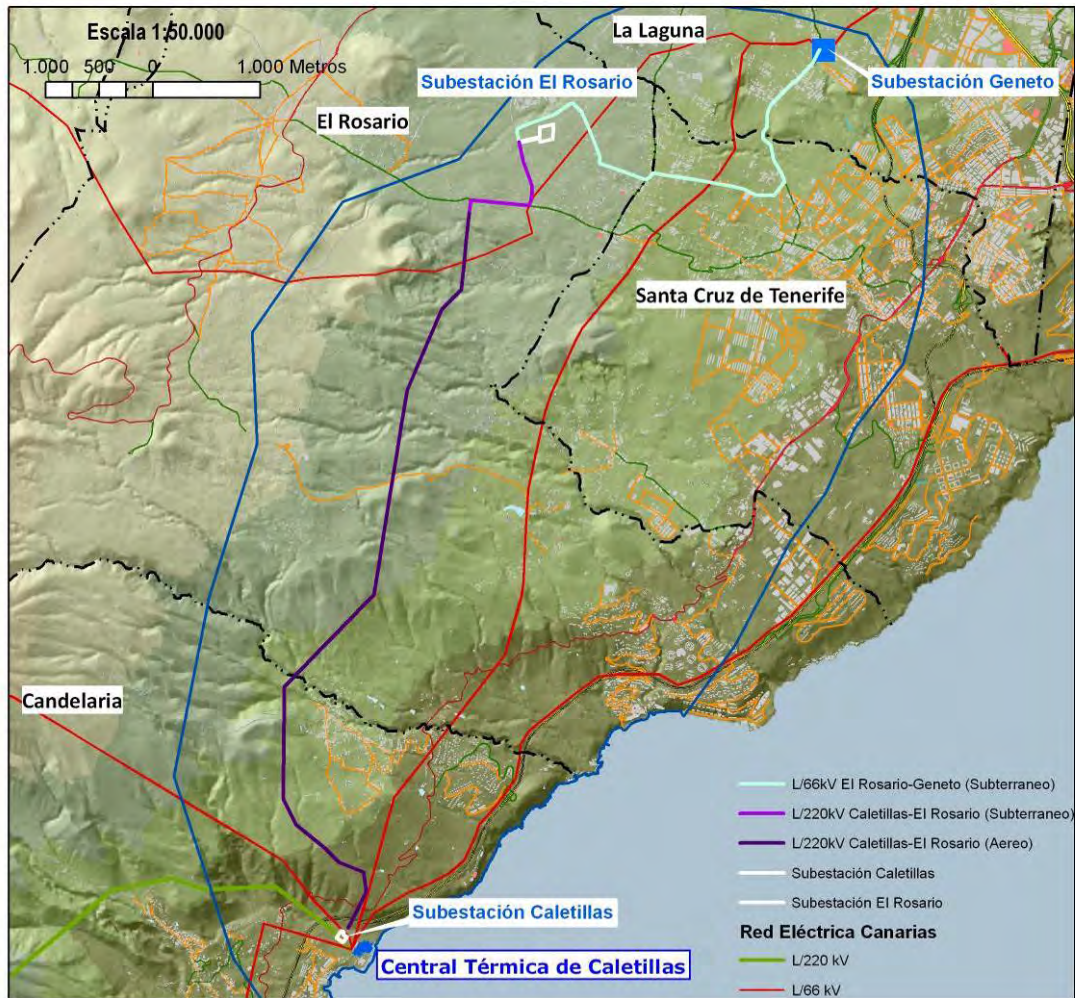 Escala 1:50.000
1.000 500 0 1.000 Metros
La Laguna
Subestación El Rosario
Subestación Geneto
El Rosario
Santa Cruz de Tenerife
Candelaria
L/66kV El Rosario-Geneto (Subterraneo)
L/220kV Caletillas-El Rosario (Subterraneo)
L/220kV Caletillas-El Rosario (Aereo)
Subestación Caletillas
Subestación El Rosario
Subestación Caletillas
Red Eléctrica Canarias
Central Térmica de Caletillas
L/220 kV
L/66 kV